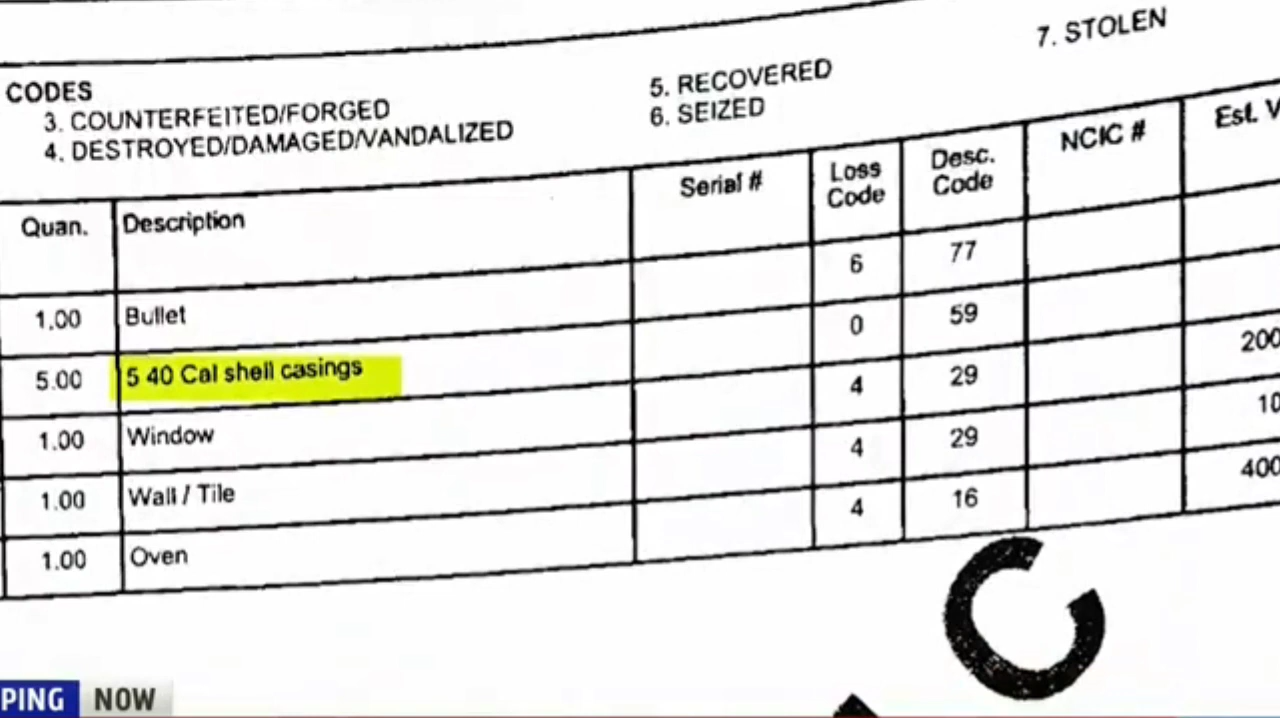 7. STOLEN
CODES
5. RECOVERED
3. COUNTERFEITED/FORGED
6. SEIZED
4. DESTROYED/DAMAGED/VANDALIZED
Quan. Description Serial # Loss Code Desc. Code NCIC # Est. V
1.00 Bullet 6 77
5.00 5 40 Cal shell casings 0 59
1.00 Window 4 29 200
1.00 Wall / Tile 4 29 10
1.00 Oven 4 16 400
C
PING NOW